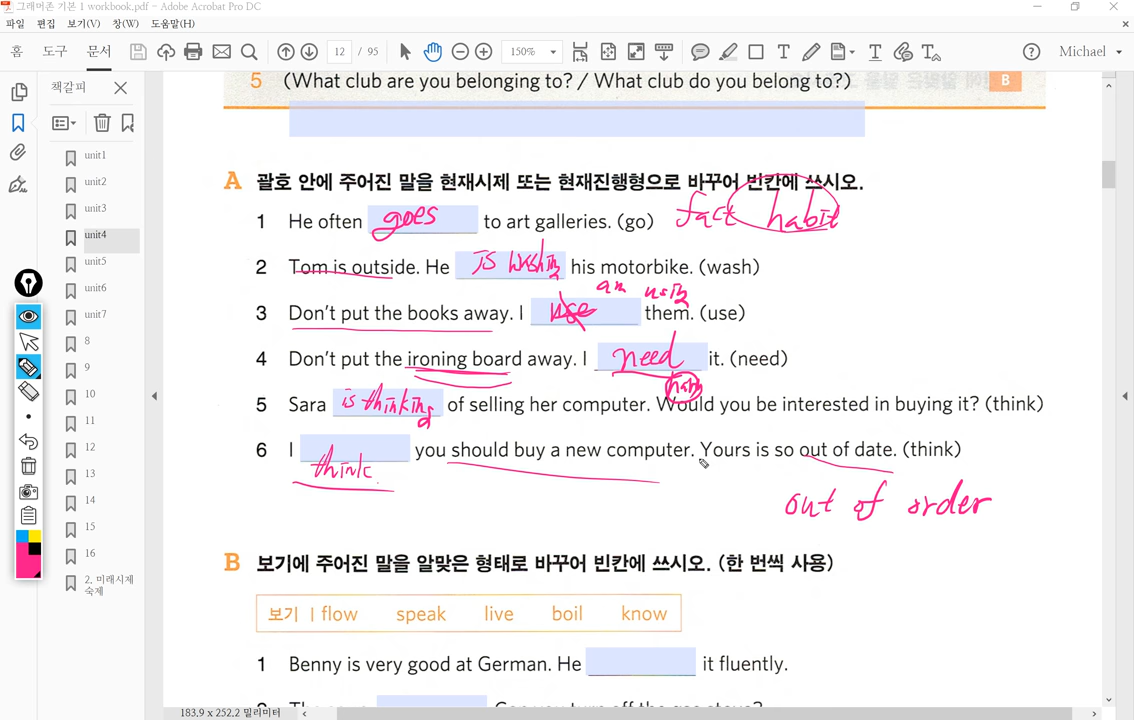 그래머존 기본 1 workbook.pdf - Adobe Acrobat Pro DC
파일 편집 보기(V) 창(W) 도움말(H)
홈 도구 문서 12 / 95 150% Michael
책갈피
unit1
unit2
unit3
unit4
unit5
unit6
unit7
8
9
10
11
12
13
14
15
16
2. 미래시제 숙제
5 (What club are you belonging to? / What club do you belong to?)
B
A 괄호 안에 주어진 말을 현재시제 또는 현재진행형으로 바꾸어 빈칸에 쓰시오.
fact habit
1 He often goes to art galleries. (go)
2 Tom is outside. He is washing his motorbike. (wash)
am using
3 Don't put the books away. I use them. (use)
4 Don't put the ironing board away. I need it. (need)
5 Sara is thinking of selling her computer. Would you be interested in buying it? (think)
6 I think you should buy a new computer. Yours is so out of date. (think)
out of order
B 보기에 주어진 말을 알맞은 형태로 바꾸어 빈칸에 쓰시오. (한 번씩 사용)
보기 | flow speak live boil know
1 Benny is very good at German. He it fluently.
183,9 x 252,2 밀리미터